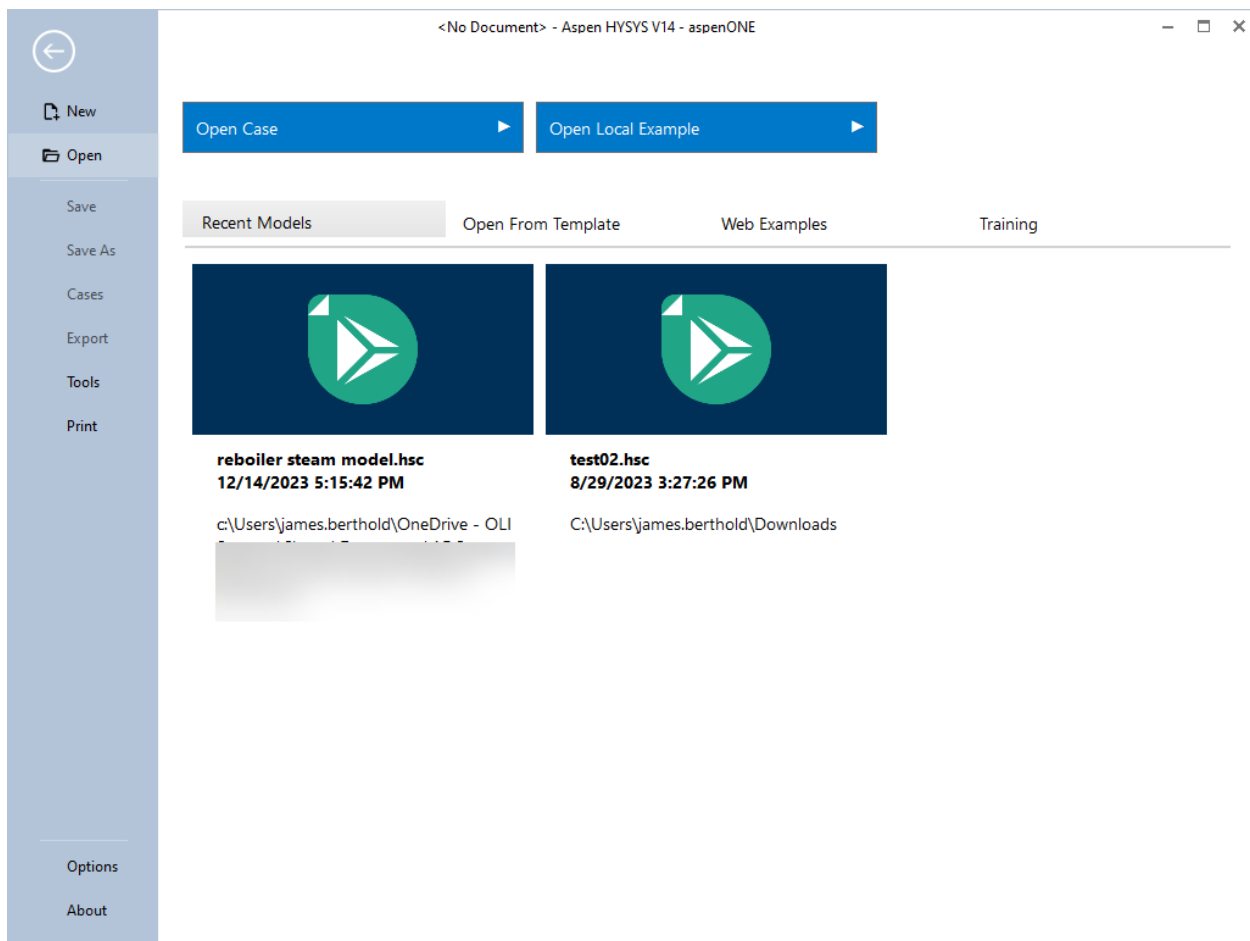 <No Document> - Aspen HYSYS V14 - aspenONE
New
Open
Save
Save As
Cases
Export
Tools
Print
Options
About
Open Case
Open Local Example
Recent Models
Open From Template
Web Examples
Training
reboiler steam model.hsc
12/14/2023 5:15:42 PM
c:\Users\james.berthold\OneDrive - OLI
test02.hsc
8/29/2023 3:27:26 PM
C:\Users\james.berthold\Downloads